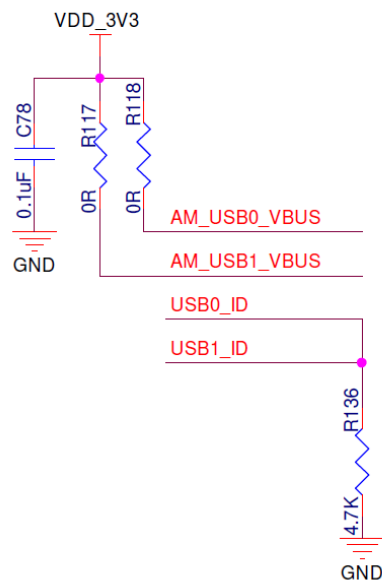 VDD_3V3
C78
0.1uF
GND
R117
0R
R118
0R
AM_USB0_VBUS
AM_USB1_VBUS
USB0_ID
USB1_ID
R136
4.7K
GND